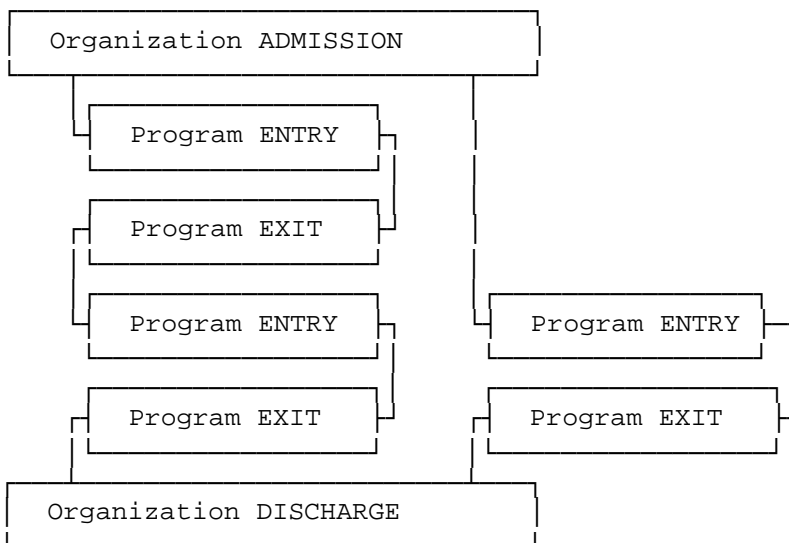 Organization ADMISSION
Program ENTRY
Program EXIT
Program ENTRY
Program ENTRY
Program EXIT
Program EXIT
Organization DISCHARGE